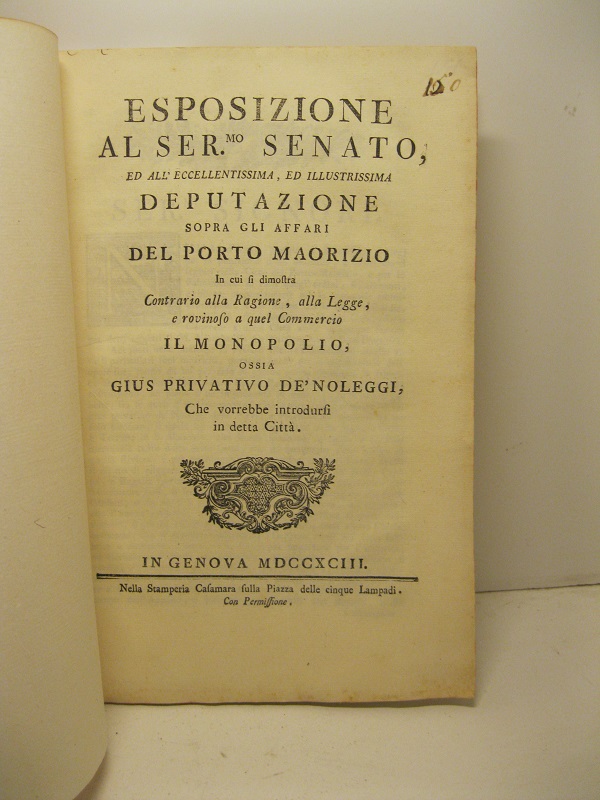 150
ESPOSIZIONE
AL SER.MO SENATO,
ED ALL' ECCELLENTISSIMA, ED ILLUSTRISSIMA
DEPUTAZIONE
SOPRA GLI AFFARI
DEL PORTO MAORIZIO
In cui si dimoſtra
Contrario alla Ragione, alla Legge,
e rovinoſo a quel Commercio
IL MONOPOLIO,
OSSIA
GIUS PRIVATIVO DE' NOLEGGI,
Che vorrebbe introdurſi
in detta Città.
IN GENOVA MDCCXCIII.
Nella Stamperia Caſamara ſulla Piazza delle cinque Lampadi.
Con Permiſſione.